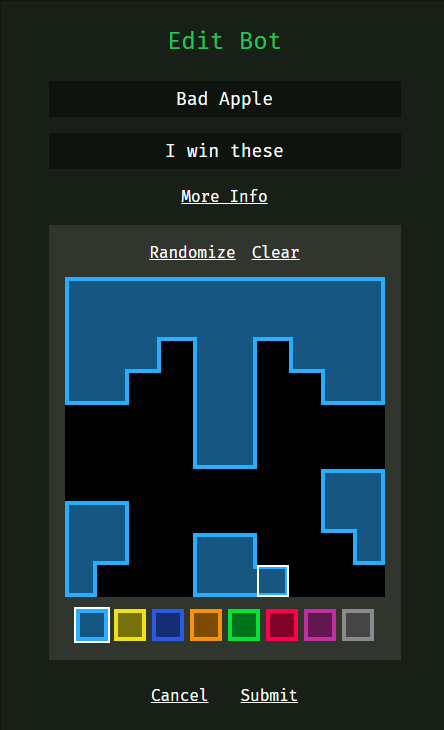 Edit Bot
Bad Apple
I win these
More Info
Randomize Clear
Cancel Submit